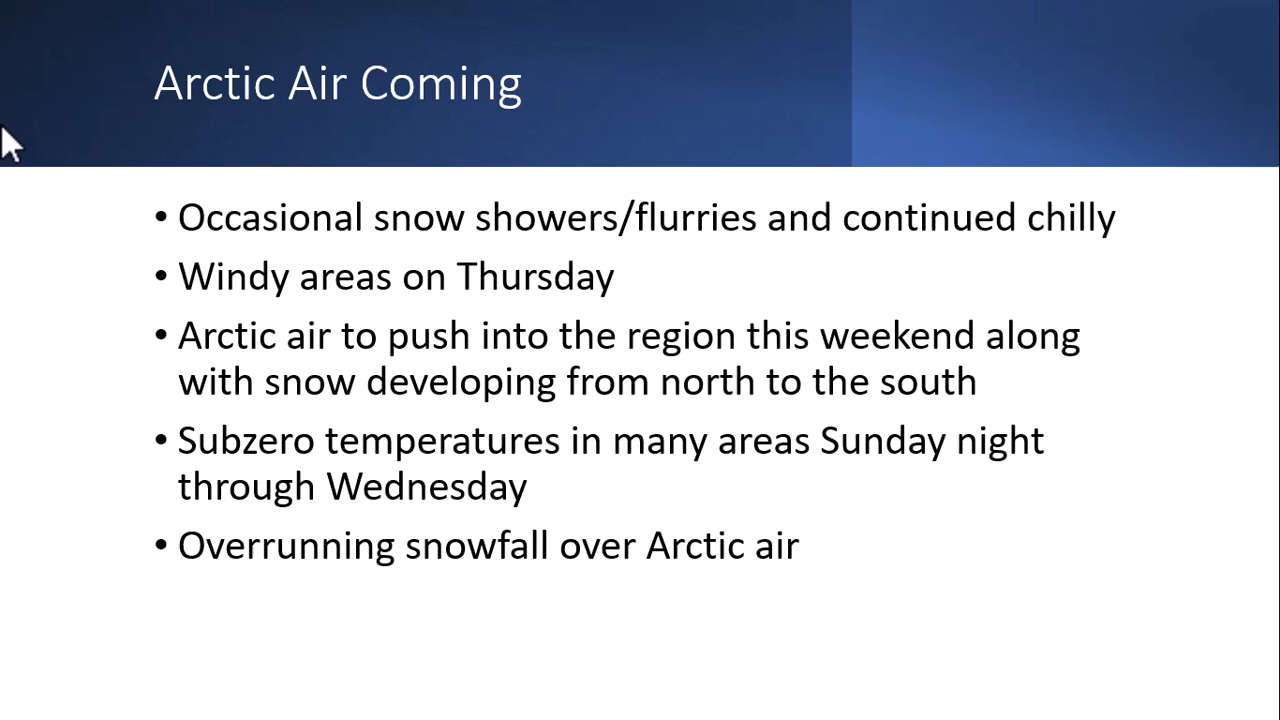 Arctic Air Coming
• Occasional snow showers/flurries and continued chilly
• Windy areas on Thursday
• Arctic air to push into the region this weekend along
with snow developing from north to the south
• Subzero temperatures in many areas Sunday night
through Wednesday
• Overrunning snowfall over Arctic air